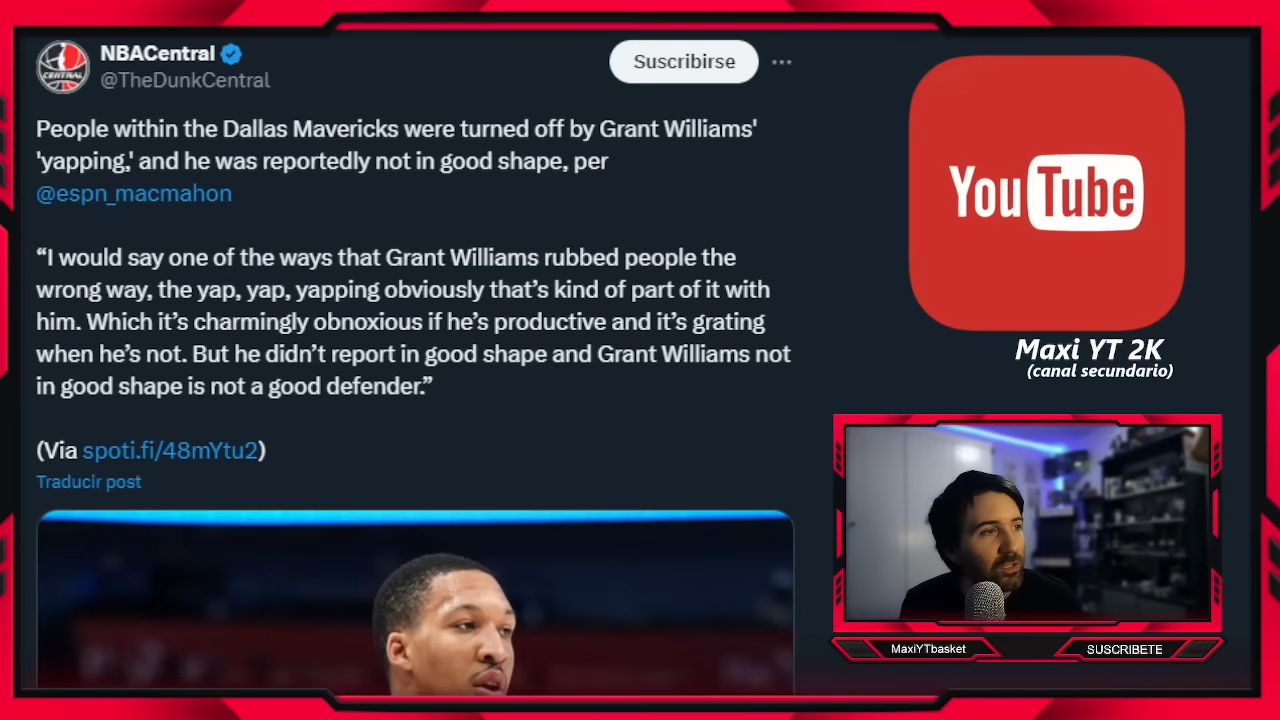 NBACentral
@TheDunkCentral
Suscribirse
People within the Dallas Mavericks were turned off by Grant Williams'
'yapping,' and he was reportedly not in good shape, per
@espn_macmahon
“I would say one of the ways that Grant Williams rubbed people the
wrong way, the yap, yap, yapping obviously that’s kind of part of it with
him. Which it’s charmingly obnoxious if he’s productive and it’s grating
when he’s not. But he didn’t report in good shape and Grant Williams not
in good shape is not a good defender.”
(Via spoti.fi/48mYtu2)
Traducir post
CENTRAL
YouTube
Maxi YT 2K
(canal secundario)
MaxiYTbasket
SUSCRIBETE